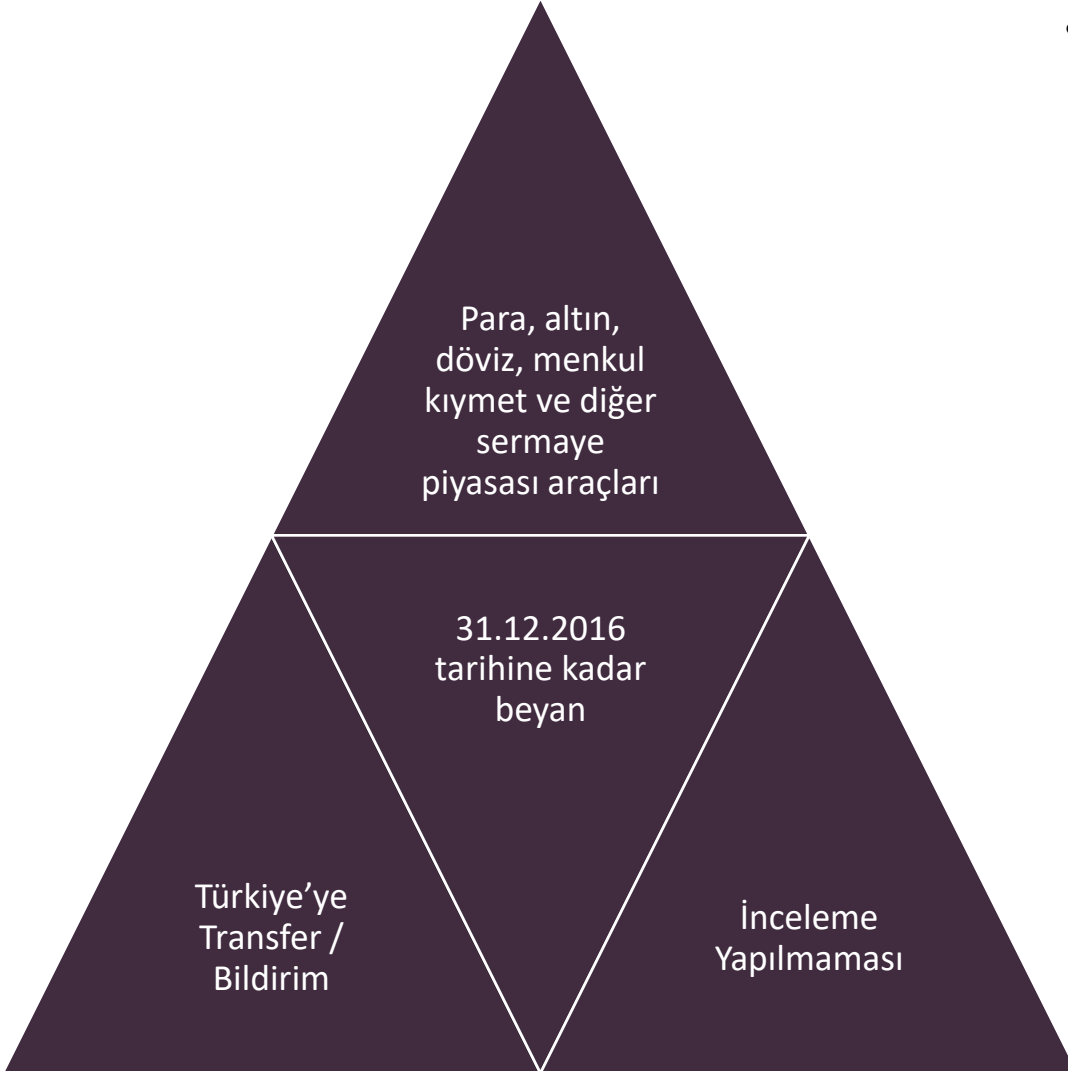 Para, altın,
döviz, menkul
kıymet ve diğer
sermaye
piyasası araçları
31.12.2016
tarihine kadar
beyan
Türkiye’ye
Transfer /
Bildirim
İnceleme
Yapılmaması